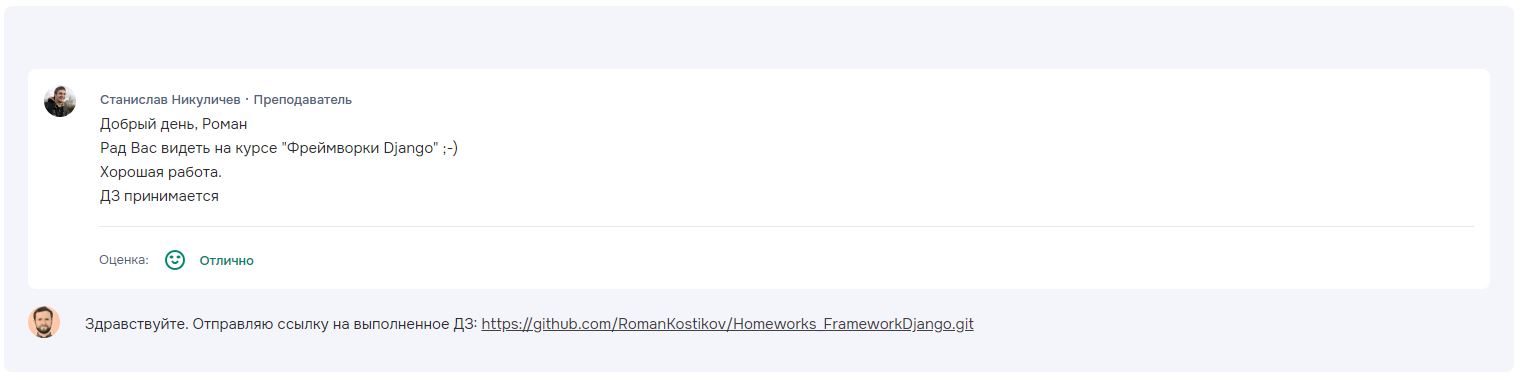 Станислав Никуличев · Преподаватель
Добрый день, Роман
Рад Вас видеть на курсе "Фреймворки Django" ;-)
Хорошая работа.
ДЗ принимается
Оценка: Отлично
Здравствуйте. Отправляю ссылку на выполненное ДЗ: https://github.com/RomanKostikov/Homeworks_FrameworkDjango.git